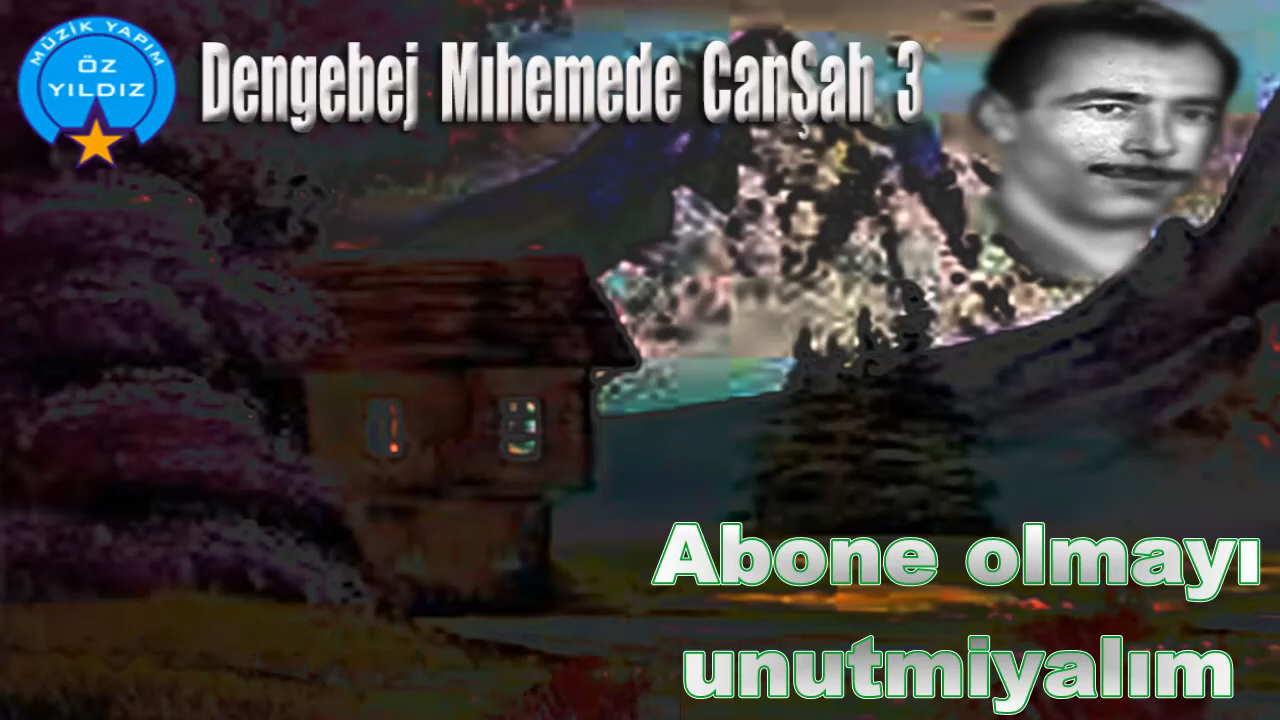 MÜZİK YAPIM
ÖZ
YILDIZ
Dengebej Mıhemede CanŞah 3
Abone olmayı
unutmiyalım